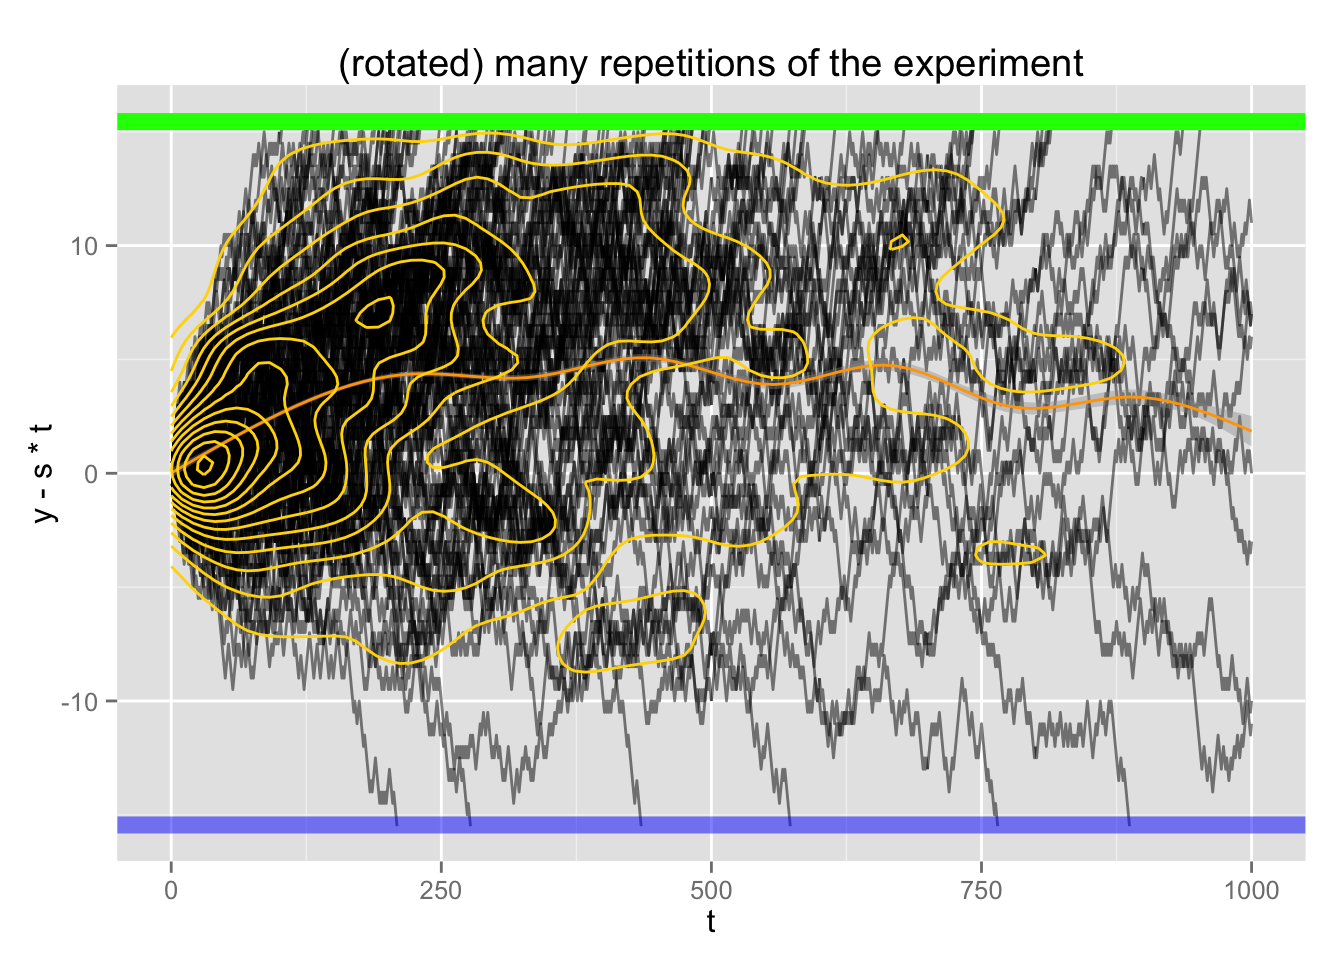 (rotated) many repetitions of the experiment
y - s * t
10
0
-10
0
250
500
750
1000
t